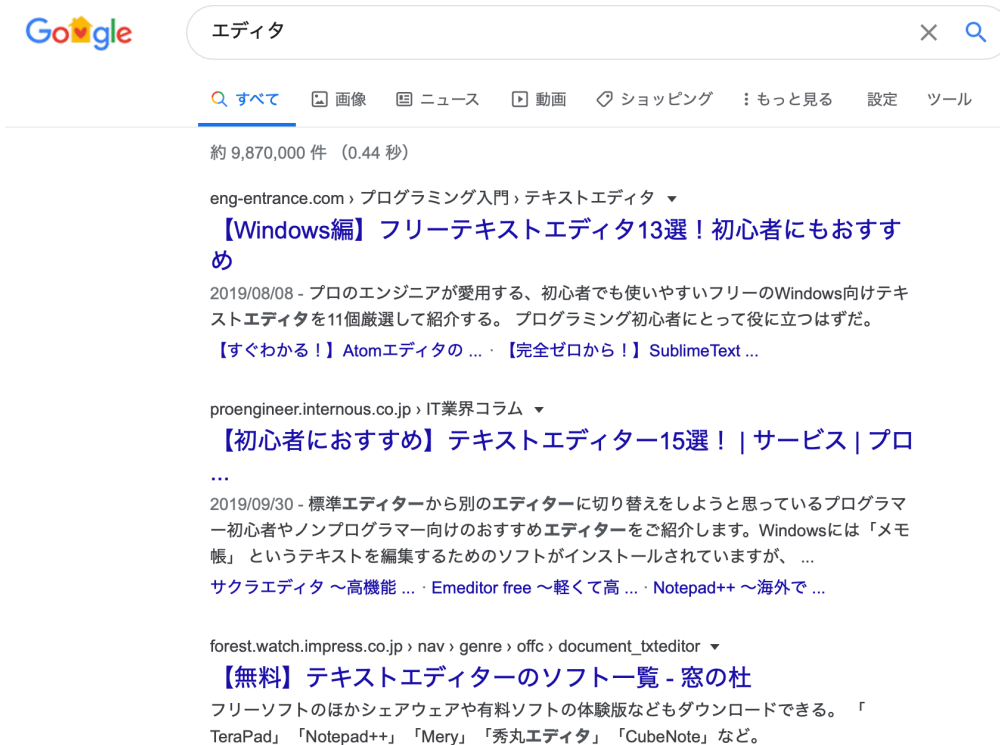 Google
エディタ
すべて 画像 ニュース 動画 ショッピング もっと見る 設定 ツール
約 9,870,000 件 （0.44 秒）
eng-entrance.com › プログラミング入門 › テキストエディタ
【Windows編】フリーテキストエディタ13選！初心者にもおすす
め
2019/08/08 - プロのエンジニアが愛用する、初心者でも使いやすいフリーのWindows向けテキ
ストエディタを11個厳選して紹介する。 プログラミング初心者にとって役に立つはずだ。
【すぐわかる！】Atomエディタの ... · 【完全ゼロから！】SublimeText ...
proengineer.internous.co.jp › IT業界コラム
【初心者におすすめ】テキストエディター15選！ | サービス | プロ
...
2019/09/30 - 標準エディターから別のエディターに切り替えをしようと思っているプログラマ
ー初心者やノンプログラマー向けのおすすめエディターをご紹介します。Windowsには「メモ
帳」 というテキストを編集するためのソフトがインストールされていますが、 ...
サクラエディタ 〜高機能 ... · Emeditor free 〜軽くて高 ... · Notepad++ 〜海外で ...
forest.watch.impress.co.jp › nav › genre › offc › document_txteditor
【無料】テキストエディターのソフト一覧 - 窓の杜
フリーソフトのほかシェアウェアや有料ソフトの体験版などもダウンロードできる。 「
TeraPad」「Notepad++」「Mery」「秀丸エディタ」「CubeNote」など。